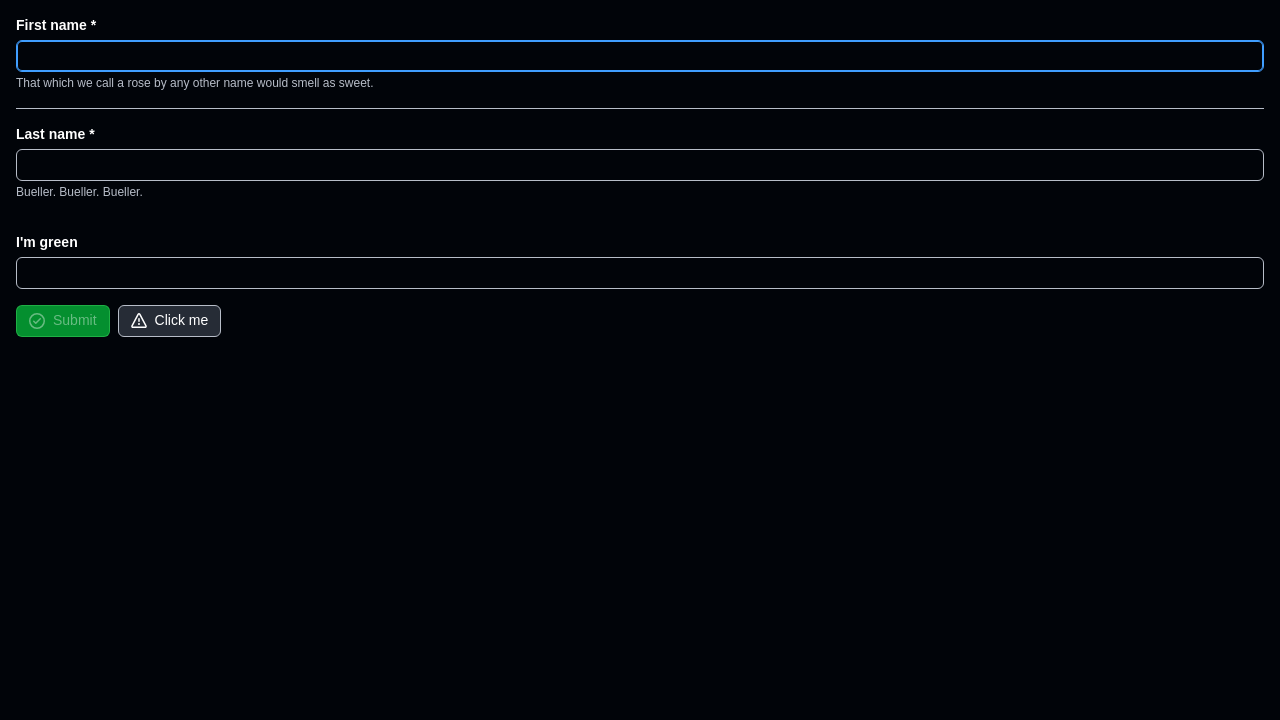 First name *
That which we call a rose by any other name would smell as sweet.
Last name *
Bueller. Bueller. Bueller.
I'm green
Submit
Click me